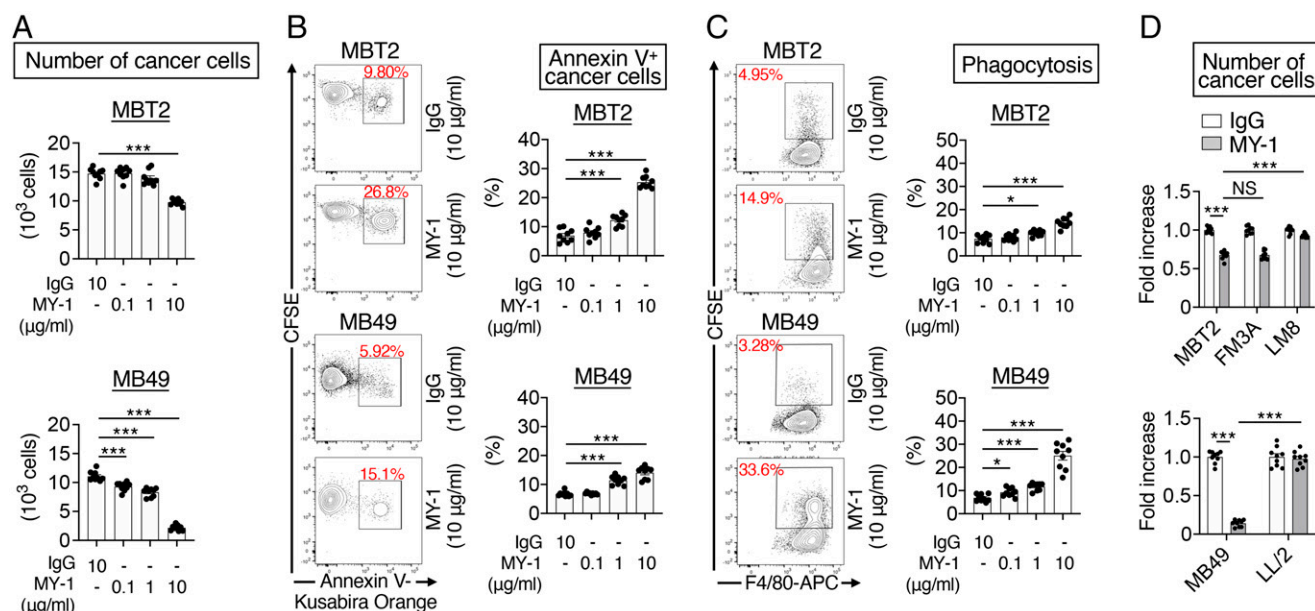 A
Number of cancer cells
MBT2
(10³ cells)
20
15
10
5
0
***
IgG 10 - - -
MY-1 - 0.1 1 10
(µg/ml)
MB49
(10³ cells)
20
15
10
5
0
***
***
***
IgG 10 - - -
MY-1 - 0.1 1 10
(µg/ml)
B
MBT2
9.80%
IgG
(10 µg/ml)
26.8%
MY-1
(10 µg/ml)
CFSE
MB49
5.92%
IgG
(10 µg/ml)
15.1%
MY-1
(10 µg/ml)
Annexin V-
Kusabira Orange
Annexin V+
cancer cells
MBT2
(%)
40
30
20
10
0
***
***
IgG 10 - - -
MY-1 - 0.1 1 10
(µg/ml)
MB49
(%)
40
30
20
10
0
***
***
IgG 10 - - -
MY-1 - 0.1 1 10
(µg/ml)
C
MBT2
4.95%
IgG
(10 µg/ml)
14.9%
MY-1
(10 µg/ml)
CFSE
MB49
3.28%
IgG
(10 µg/ml)
33.6%
MY-1
(10 µg/ml)
F4/80-APC
Phagocytosis
MBT2
(%)
50
40
30
20
10
0
***
*
IgG 10 - - -
MY-1 - 0.1 1 10
(µg/ml)
MB49
(%)
50
40
30
20
10
0
***
***
*
IgG 10 - - -
MY-1 - 0.1 1 10
(µg/ml)
D
Number of
cancer cells
IgG
MY-1
Fold increase
1.5
1.0
0.5
0
***
NS
***
MBT2
FM3A
LM8
Fold increase
1.5
1.0
0.5
0
***
***
MB49
LL/2